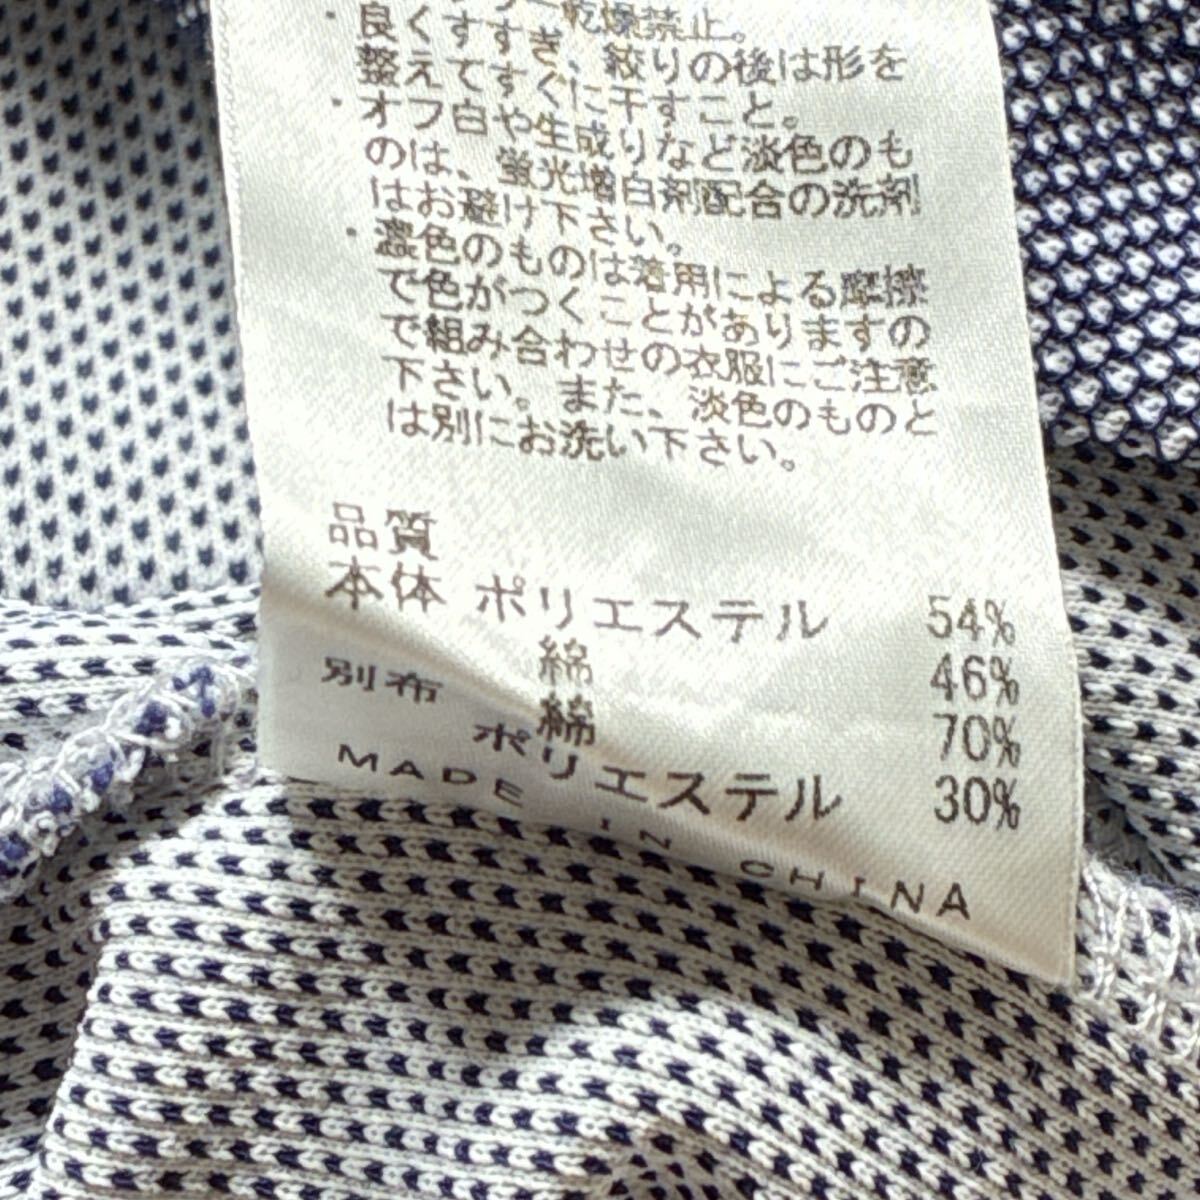 乾燥禁止。
・良くすすぎ、絞りの後は形を
整えてすぐに干すこと。
・オフ白や生成りなど淡色のも
のは、蛍光増白剤配合の洗剤
はお避け下さい。
・濃色のものは着用による摩擦
で色がつくことがありますの
で組み合わせの衣服にご注意
下さい。また、淡色のものと
は別にお洗い下さい。
品質
本体 ポリエステル 54%
綿 46%
別布 綿 70%
ポリエステル 30%
MADE IN CHINA